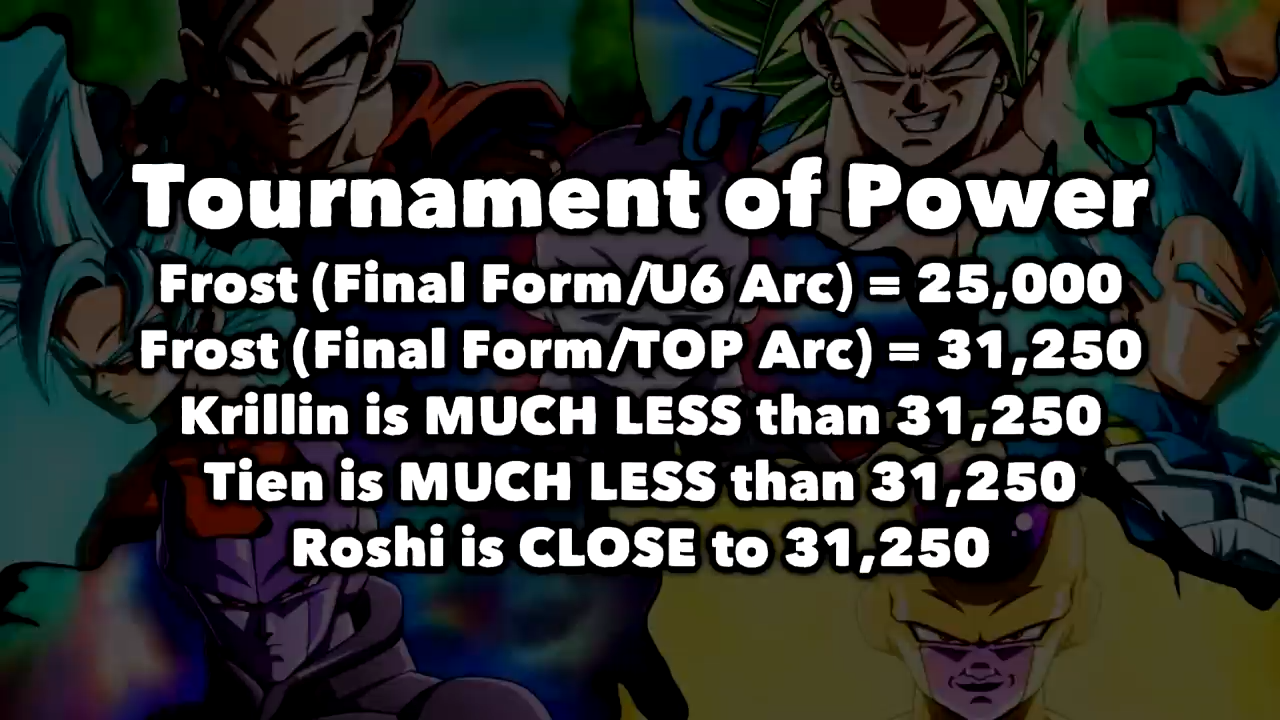 Tournament of Power
Frost (Final Form/U6 Arc) = 25,000
Frost (Final Form/TOP Arc) = 31,250
Krillin is MUCH LESS than 31,250
Tien is MUCH LESS than 31,250
Roshi is CLOSE to 31,250